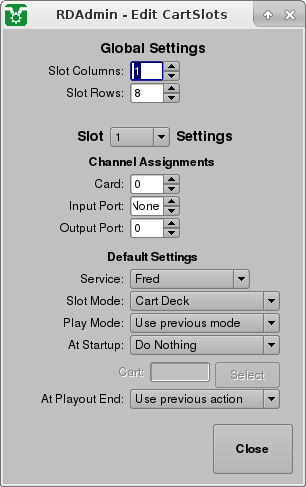 RDAdmin - Edit CartSlots
Global Settings
Slot Columns: 1
Slot Rows: 8
Slot 1 Settings
Channel Assignments
Card: 0
Input Port: None
Output Port: 0
Default Settings
Service: Fred
Slot Mode: Cart Deck
Play Mode: Use previous mode
At Startup: Do Nothing
Cart: Select
At Playout End: Use previous action
Close